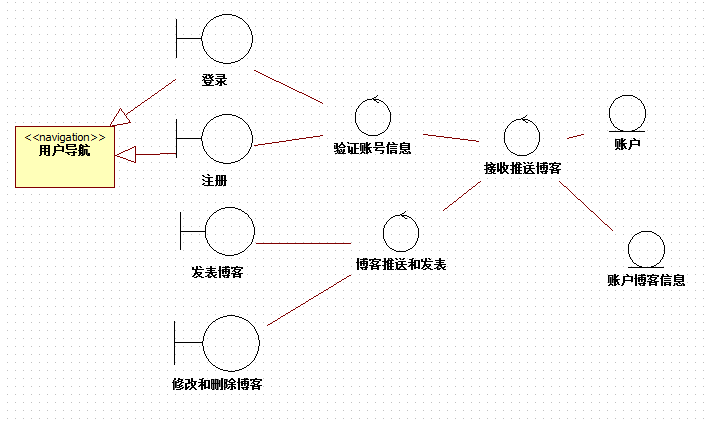 登录
<<navigation>>
用户导航
注册
验证账号信息
接收推送博客
账户
发表博客
博客推送和发表
账户博客信息
修改和删除博客